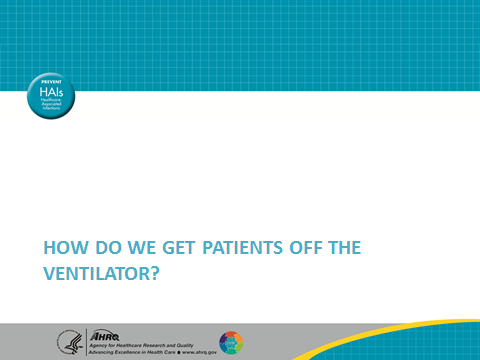 PREVENT
HAIs
Healthcare
Associated
Infections
HOW DO WE GET PATIENTS OFF THE
VENTILATOR?
AHRQ
Agency for Healthcare Research and Quality
Advancing Excellence in Health Care ■ www.ahrq.gov